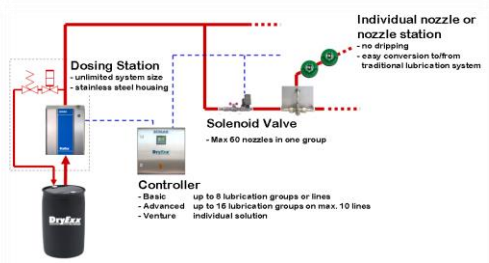 Individual nozzle or
nozzle station
- no dripping
- easy conversion to/from
traditional lubrication system
Dosing Station
- unlimited system size
- stainless steel housing
Solenoid Valve
- Max 60 nozzles in one group
DryExx
Controller
- Basic up to 8 lubrication groups or lines
- Advanced up to 16 lubrication groups on max. 10 lines
- Venture individual solution
DryExx